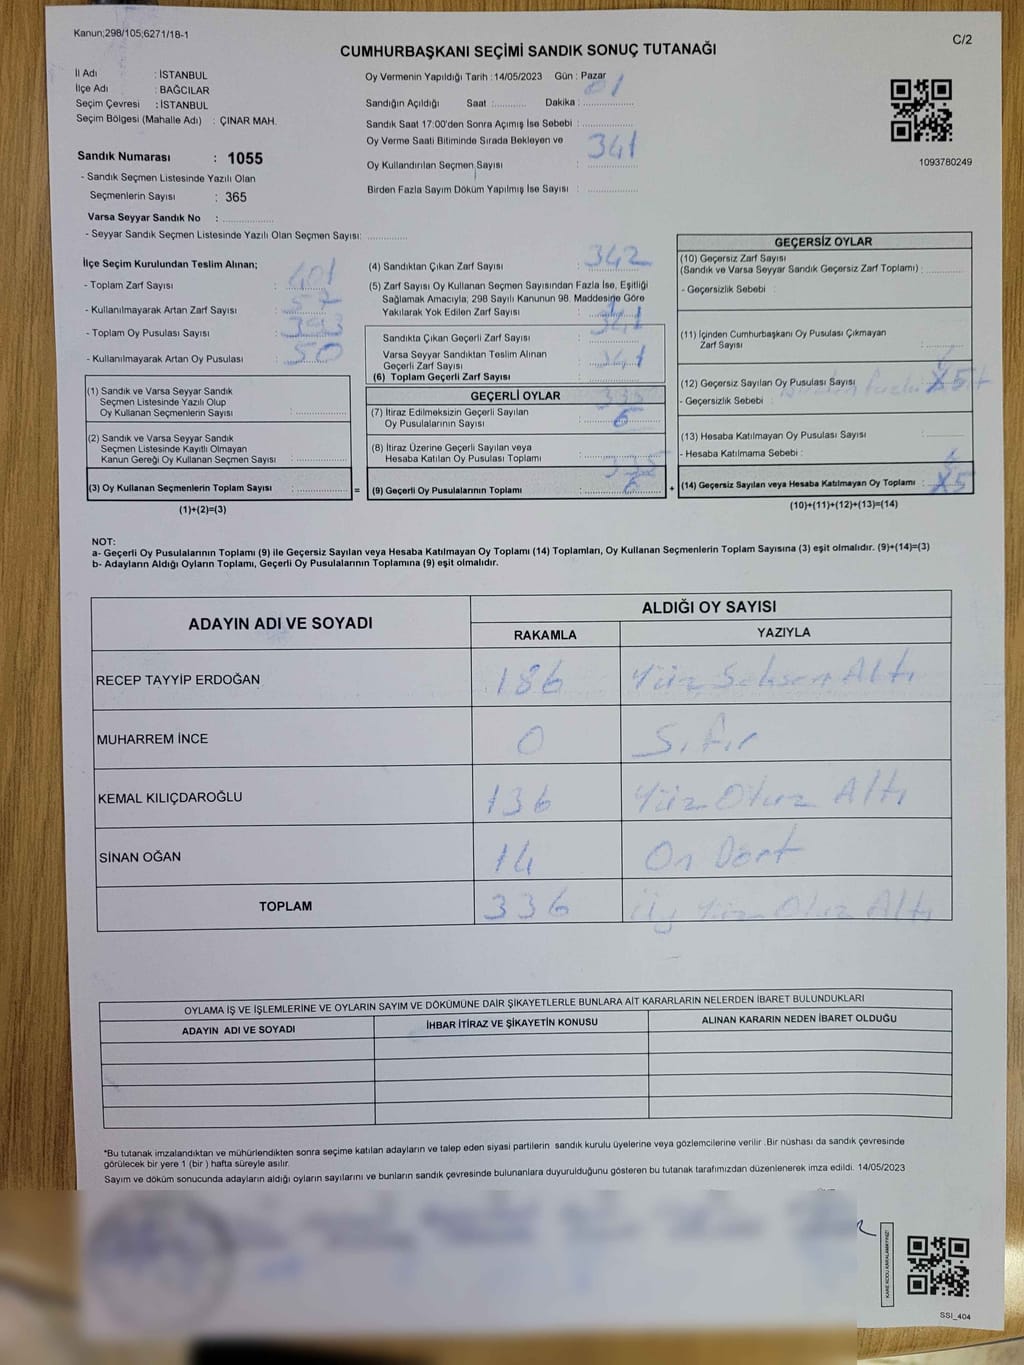 Kanun;298/105;6271/18-1
C/2
CUMHURBAŞKANI SEÇİMİ SANDIK SONUÇ TUTANAĞI
İl Adı : İSTANBUL
İlçe Adı : BAĞCILAR
Seçim Çevresi : İSTANBUL
Seçim Bölgesi (Mahalle Adı) : ÇINAR MAH.
Sandık Numarası : 1055
- Sandık Seçmen Listesinde Yazılı Olan
Seçmenlerin Sayısı : 365
Varsa Seyyar Sandık No : ..................
- Seyyar Sandık Seçmen Listesinde Yazılı Olan Seçmen Sayısı: ..............
Oy Vermenin Yapıldığı Tarih : 14/05/2023 Gün : Pazar
Sandığın Açıldığı Saat :........... Dakika :..................
Sandık Saat 17:00'den Sonra Açımış İse Sebebi :..................
Oy Verme Saati Bitiminde Sırada Bekleyen ve
Oy Kullandırılan Seçmen Sayısı : 341
Birden Fazla Sayım Döküm Yapılmış İse Sayısı :..................
1093780249
İlçe Seçim Kurulundan Teslim Alınan;
- Toplam Zarf Sayısı : 401
- Kullanılmayarak Artan Zarf Sayısı : 57
- Toplam Oy Pusulası Sayısı : 393
- Kullanılmayarak Artan Oy Pusulası : 50
(1) Sandık ve Varsa Seyyar Sandık
Seçmen Listesinde Yazılı Olup
Oy Kullanan Seçmenlerin Sayısı :..................
(2) Sandık ve Varsa Seyyar Sandık
Seçmen Listesinde Kayıtlı Olmayan
Kanun Gereği Oy Kullanan Seçmen Sayısı :..................
(3) Oy Kullanan Seçmenlerin Toplam Sayısı :..................
(1)+(2)=(3)
=
(4) Sandıktan Çıkan Zarf Sayısı : 342
(5) Zarf Sayısı Oy Kullanan Seçmen Sayısından Fazla İse, Eşitliği
Sağlamak Amacıyla, 298 Sayılı Kanunun 98. Maddesine Göre
Yakılarak Yok Edilen Zarf Sayısı : 1
Sandıkta Çıkan Geçerli Zarf Sayısı : 341
Varsa Seyyar Sandıktan Teslim Alınan
Geçerli Zarf Sayısı
(6) Toplam Geçerli Zarf Sayısı : 341
GEÇERLİ OYLAR
(7) İtiraz Edilmeksizin Geçerli Sayılan
Oy Pusulalarının Sayısı
(8) İtiraz Üzerine Geçerli Sayılan veya
Hesaba Katılan Oy Pusulası Toplamı
(9) Geçerli Oy Pusulalarının Toplamı
+
GEÇERSİZ OYLAR
(10) Geçersiz Zarf Sayısı
(Sandık ve Varsa Seyyar Sandık Geçersiz Zarf Toplamı) :
- Geçersizlik Sebebi :
(11) İçinden Cumhurbaşkanı Oy Pusulası Çıkmayan
Zarf Sayısı :..........
(12) Geçersiz Sayılan Oy Pusulası Sayısı 5
- Geçersizlik Sebebi :
(13) Hesaba Katılmayan Oy Pusulası Sayısı :..........
- Hesaba Katılmama Sebebi :
(14) Geçersiz Sayılan veya Hesaba Katılmayan Oy Toplamı : 5
(10)+(11)+(12)+(13)=(14)
NOT:
a- Geçerli Oy Pusulalarının Toplamı (9) ile Geçersiz Sayılan veya Hesaba Katılmayan Oy Toplamı (14) Toplamları, Oy Kullanan Seçmenlerin Toplam Sayısına (3) eşit olmalıdır. (9)+(14)=(3)
b- Adayların Aldığı Oyların Toplamı, Geçerli Oy Pusulalarının Toplamına (9) eşit olmalıdır.
ADAYIN ADI VE SOYADI
ALDIĞI OY SAYISI
RAKAMLA YAZIYLA
RECEP TAYYİP ERDOĞAN 186 Yüz Seksen Altı
MUHARREM İNCE 0 Sıfır
KEMAL KILIÇDAROĞLU 136 Yüz Otuz Altı
SİNAN OĞAN 14 On Dört
TOPLAM 336 Üç Yüz Otuz Altı
OYLAMA İŞ VE İŞLEMLERİNE VE OYLARIN SAYIM VE DÖKÜMÜNE DAİR ŞİKAYETLERLE BUNLARA AİT KARARLARIN NELERDEN İBARET BULUNDUKLARI
ADAYIN ADI VE SOYADI İHBAR İTİRAZ VE ŞİKAYETİN KONUSU ALINAN KARARIN NEDEN İBARET OLDUĞU
*Bu tutanak imzalandıktan ve mühürlendikten sonra seçime katılan adayların ve talep eden siyasi partilerin sandık kurulu üyelerine veya gözlemcilerine verilir .Bir nüshası da sandık çevresinde
görülecek bir yere 1 (bir ) hafta süreyle asılır.
Sayım ve döküm sonucunda adayların aldığı oyların sayılarını ve bunların sandık çevresinde bulunanlara duyurulduğunu gösteren bu tutanak tarafımızdan düzenlenerek imza edildi. 14/05/2023
KARE KODU KARALAMAYINIZ!
SSI_404